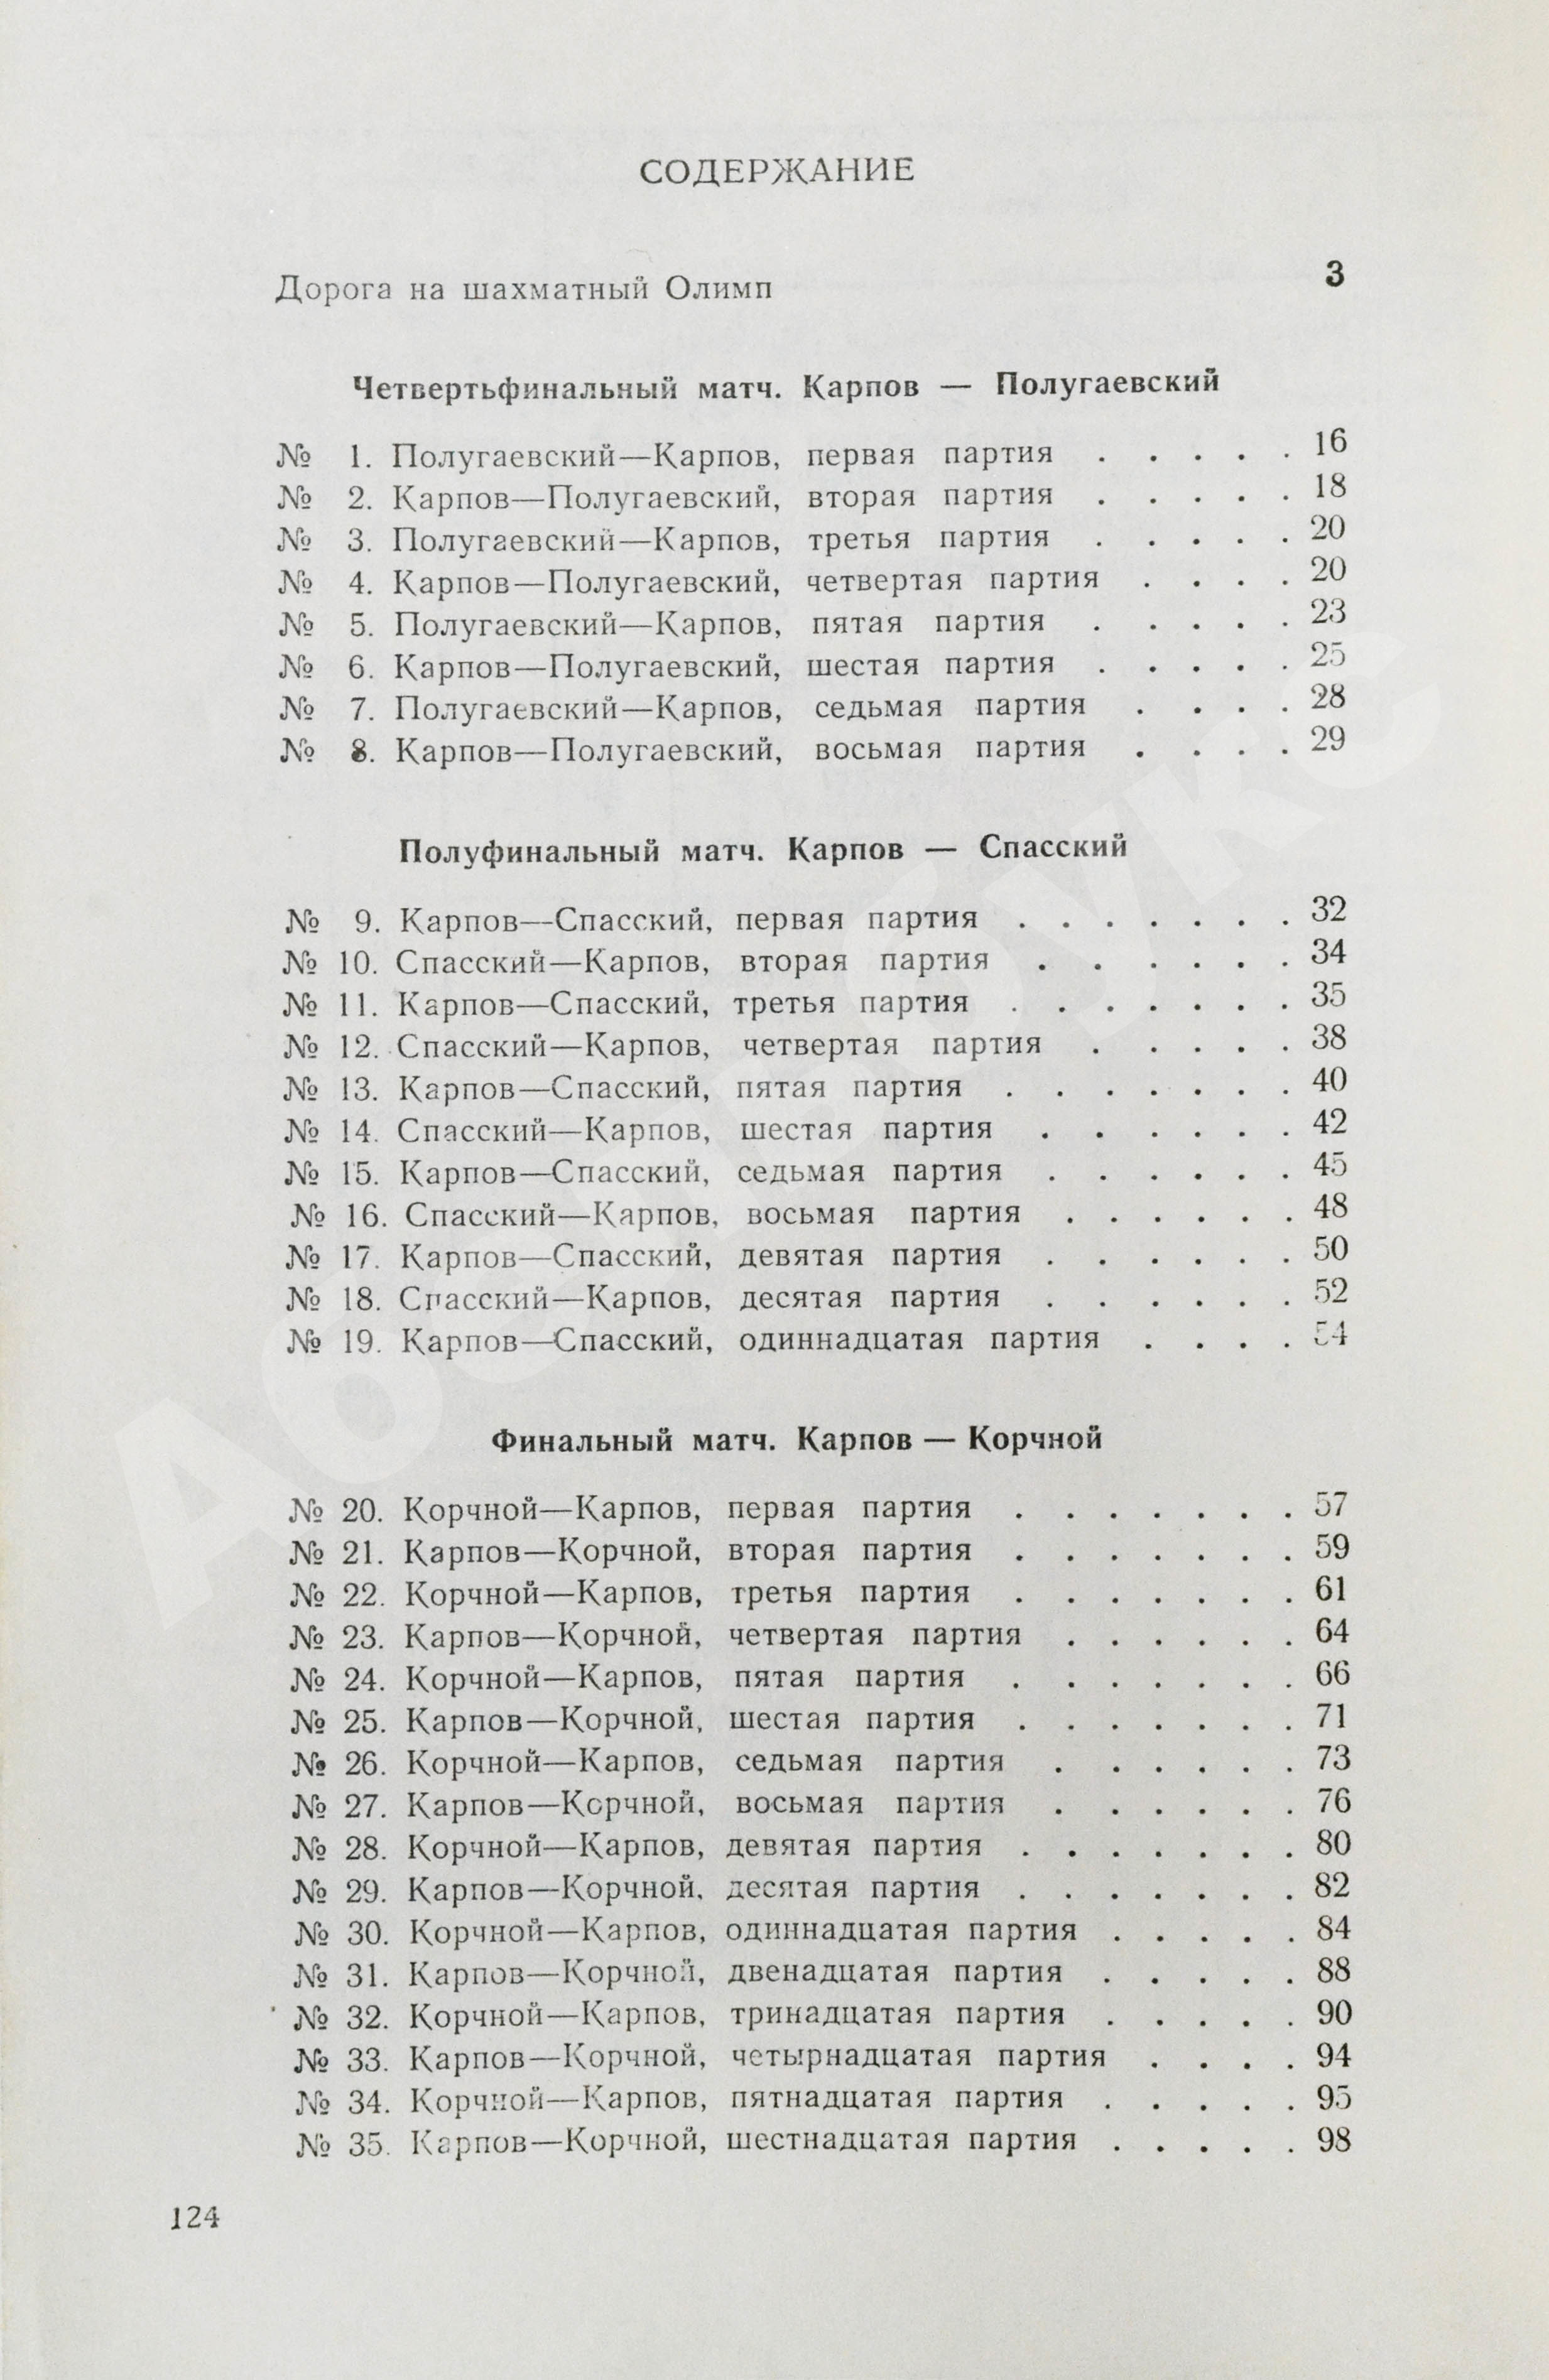 СОДЕРЖАНИЕ
Дорога на шахматный Олимп 3
Четвертьфинальный матч. Карпов — Полугаевский
№ 1. Полугаевский—Карпов, первая партия . . . . . 16
№ 2. Карпов—Полугаевский, вторая партия . . . . . 18
№ 3. Полугаевский—Карпов, третья партия . . . . . 20
№ 4. Карпов—Полугаевский, четвертая партия . . . . 20
№ 5. Полугаевский—Карпов, пятая партия . . . . . 23
№ 6. Карпов—Полугаевский, шестая партия . . . . . 25
№ 7. Полугаевский—Карпов, седьмая партия . . . . 28
№ 8. Карпов—Полугаевский, восьмая партия . . . . 29
Полуфинальный матч. Карпов — Спасский
№ 9. Карпов—Спасский, первая партия . . . . . . . 32
№ 10. Спасский—Карпов, вторая партия . . . . . . 34
№ 11. Карпов—Спасский, третья партия . . . . . . . 35
№ 12. Спасский—Карпов, четвертая партия . . . . . 38
№ 13. Карпов—Спасский, пятая партия . . . . . . . 40
№ 14. Спасский—Карпов, шестая партия . . . . . . 42
№ 15. Карпов—Спасский, седьмая партия . . . . . . 45
№ 16. Спасский—Карпов, восьмая партия . . . . . . 48
№ 17. Карпов—Спасский, девятая партия . . . . . . 50
№ 18. Спасский—Карпов, десятая партия . . . . . . 52
№ 19. Карпов—Спасский, одиннадцатая партия . . . . 54
Финальный матч. Карпов — Корчной
№ 20. Корчной—Карпов, первая партия . . . . . . . 57
№ 21. Карпов—Корчной, вторая партия . . . . . . . 59
№ 22. Корчной—Карпов, третья партия . . . . . . . 61
№ 23. Карпов—Корчной, четвертая партия . . . . . . 64
№ 24. Корчной—Карпов, пятая партия . . . . . . . 66
№ 25. Карпов—Корчной, шестая партия . . . . . . . 71
№ 26. Корчной—Карпов, седьмая партия . . . . . . 73
№ 27. Карпов—Корчной, восьмая партия . . . . . . 76
№ 28. Корчной—Карпов, девятая партия . . . . . . . 80
№ 29. Карпов—Корчной, десятая партия . . . . . . . 82
№ 30. Корчной—Карпов, одиннадцатая партия . . . . . 84
№ 31. Карпов—Корчной, двенадцатая партия . . . . . 88
№ 32. Корчной—Карпов, тринадцатая партия . . . . . 90
№ 33. Карпов—Корчной, четырнадцатая партия . . . . 94
№ 34. Корчной—Карпов, пятнадцатая партия . . . . . 95
№ 35. Карпов—Корчной, шестнадцатая партия . . . . . 98
124